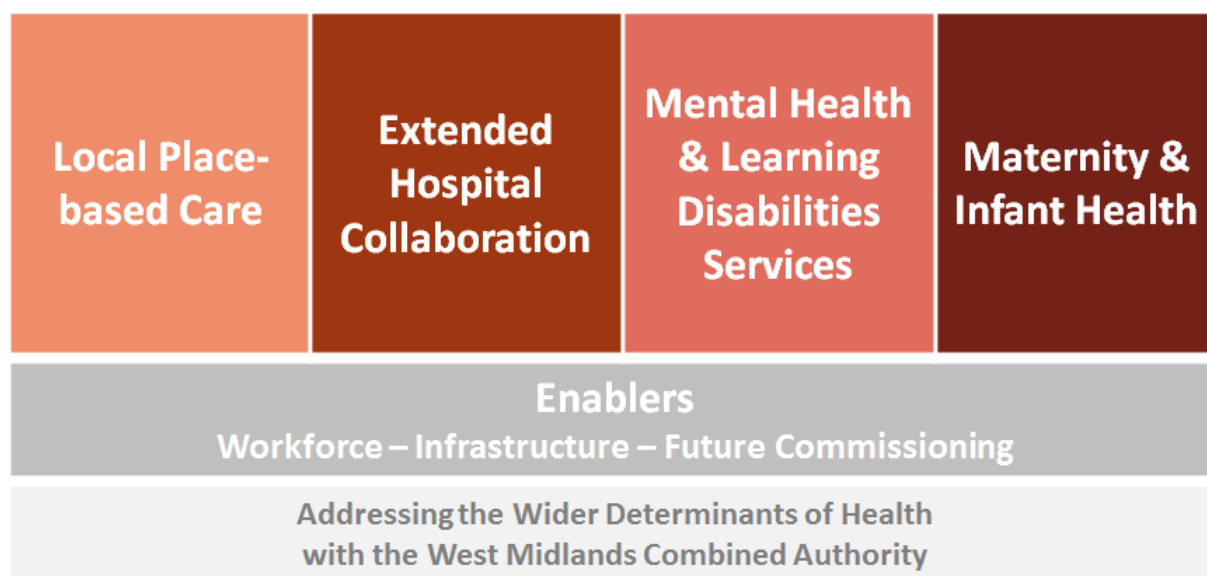 Local Place-
based Care
Extended
Hospital
Collaboration
Mental Health
& Learning
Disabilities
Services
Maternity &
Infant Health
Enablers
Workforce – Infrastructure – Future Commissioning
Addressing the Wider Determinants of Health
with the West Midlands Combined Authority